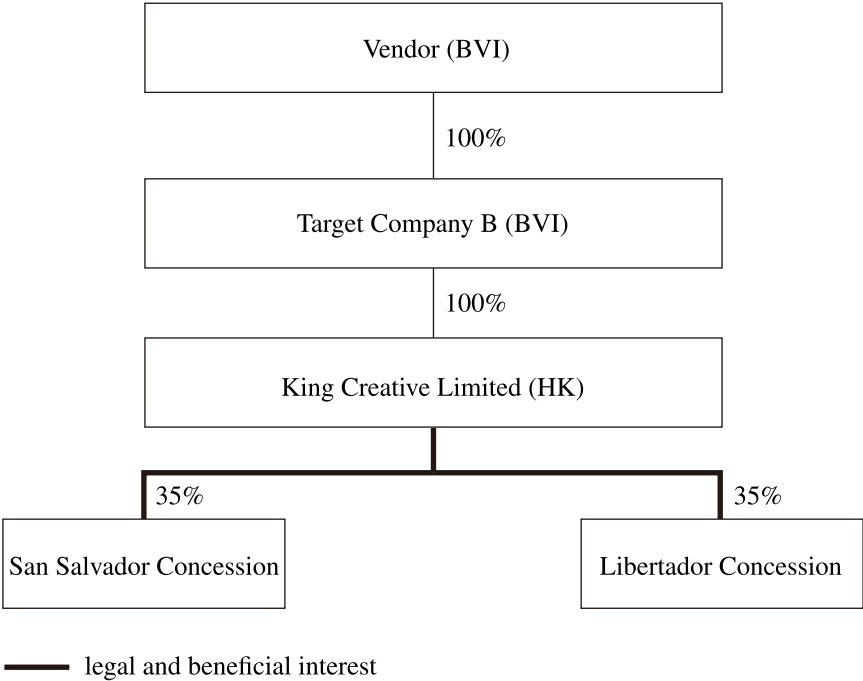 Vendor (BVI)
100%
Target Company B (BVI)
100%
King Creative Limited (HK)
35%
35%
San Salvador Concession
Libertador Concession
legal and beneficial interest